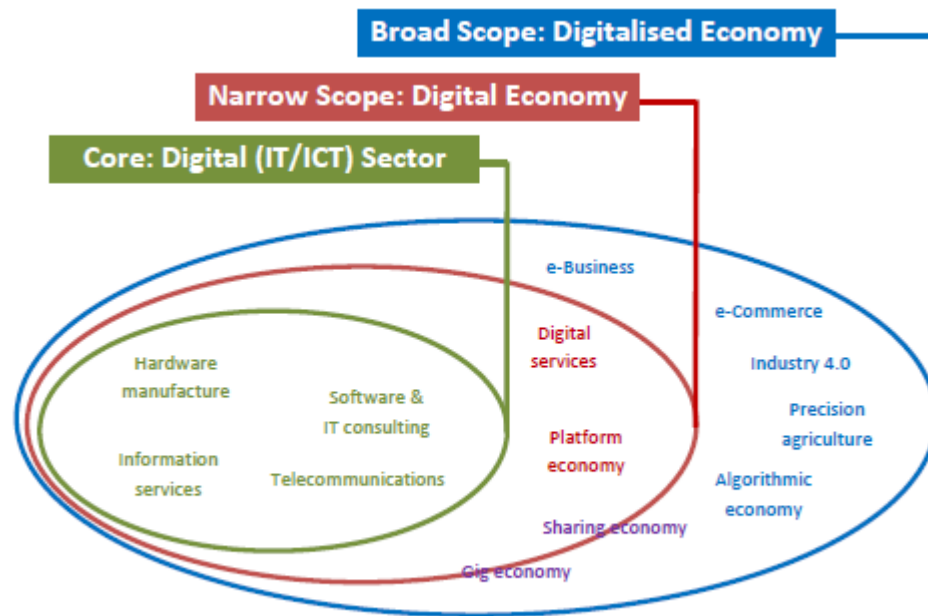 Broad Scope: Digitalised Economy
Narrow Scope: Digital Economy
Core: Digital (IT/ICT) Sector
e-Business
e-Commerce
Digital
services
Hardware
manufacture
Industry 4.0
Software &
IT consulting
Precision
agriculture
Platform
economy
Information
services
Telecommunications
Algorithmic
economy
Sharing economy
Gig economy